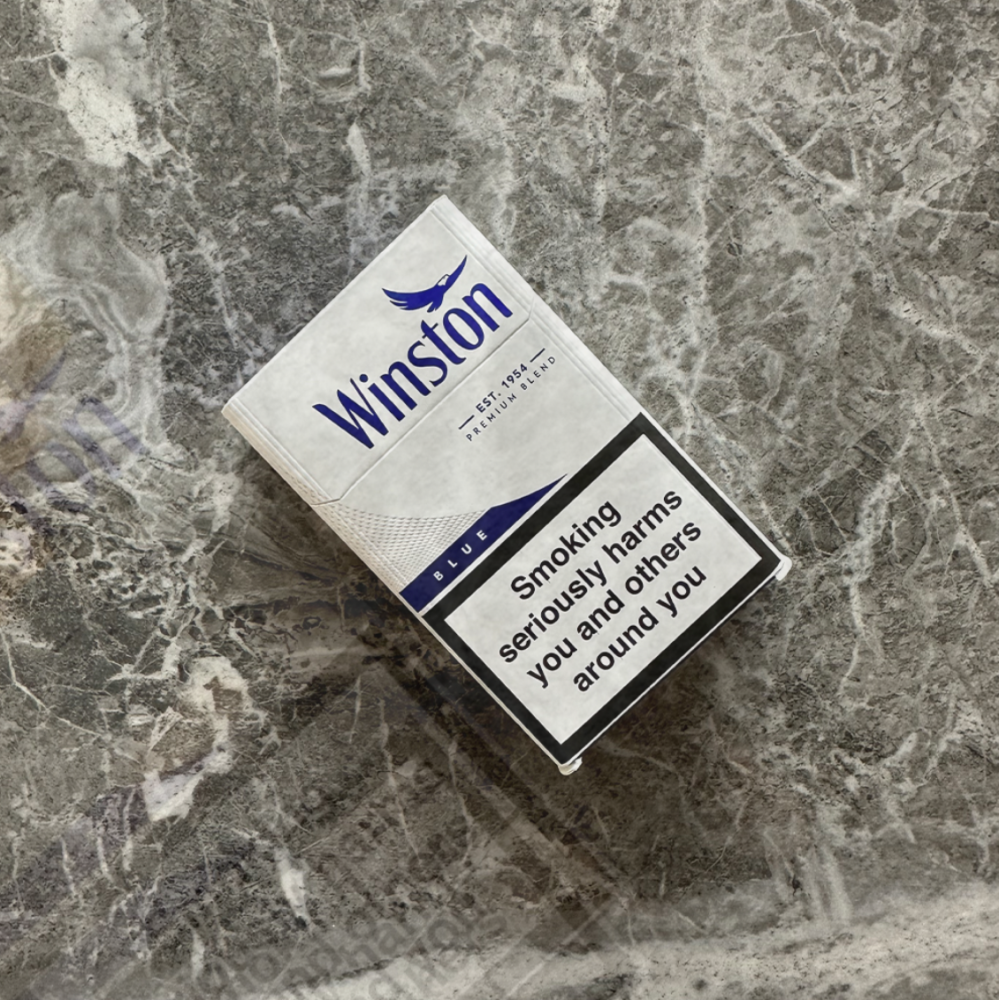 Winston
EST. 1954
PREMIUM BLEND
BLUE
Smoking
seriously harms
you and others
around you